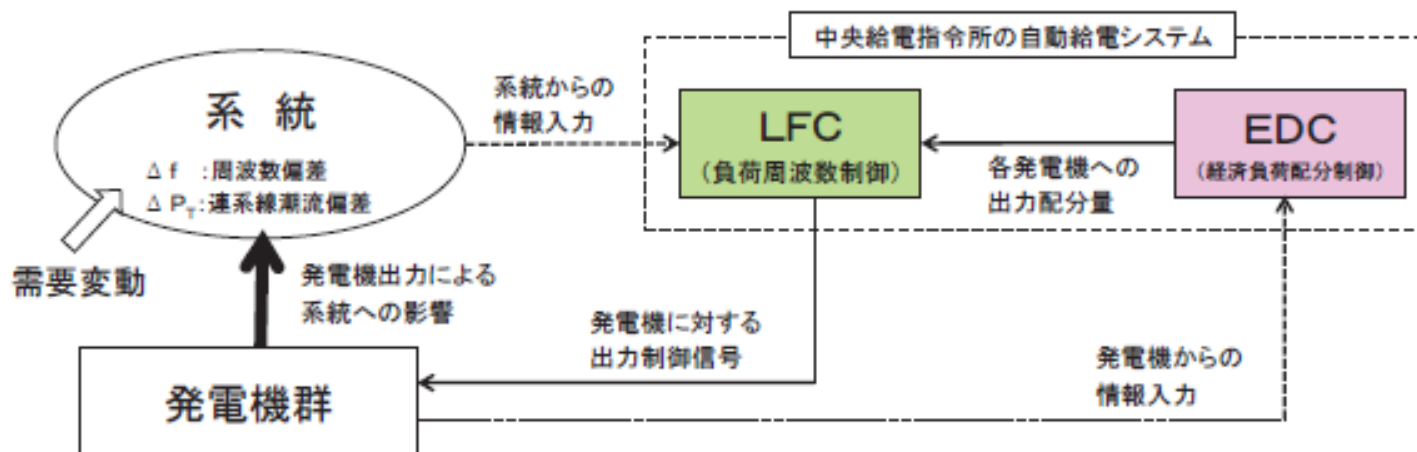 中央給電指令所の自動給電システム
系統
Δf :周波数偏差
ΔPT:連系線潮流偏差
需要変動
系統からの
情報入力
LFC
(負荷周波数制御)
各発電機への
出力配分量
EDC
(経済負荷配分制御)
発電機出力による
系統への影響
発電機に対する
出力制御信号
発電機からの
情報入力
発電機群